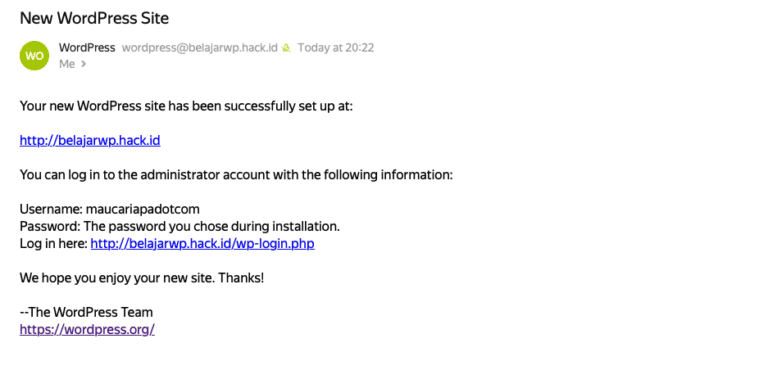 New WordPress Site
WO
WordPress wordpress@belajarwp.hack.id Today at 20:22
Me >
Your new WordPress site has been successfully set up at:
http://belajarwp.hack.id
You can log in to the administrator account with the following information:
Username: maucariapadotcom
Password: The password you chose during installation.
Log in here: http://belajarwp.hack.id/wp-login.php
We hope you enjoy your new site. Thanks!
--The WordPress Team
https://wordpress.org/